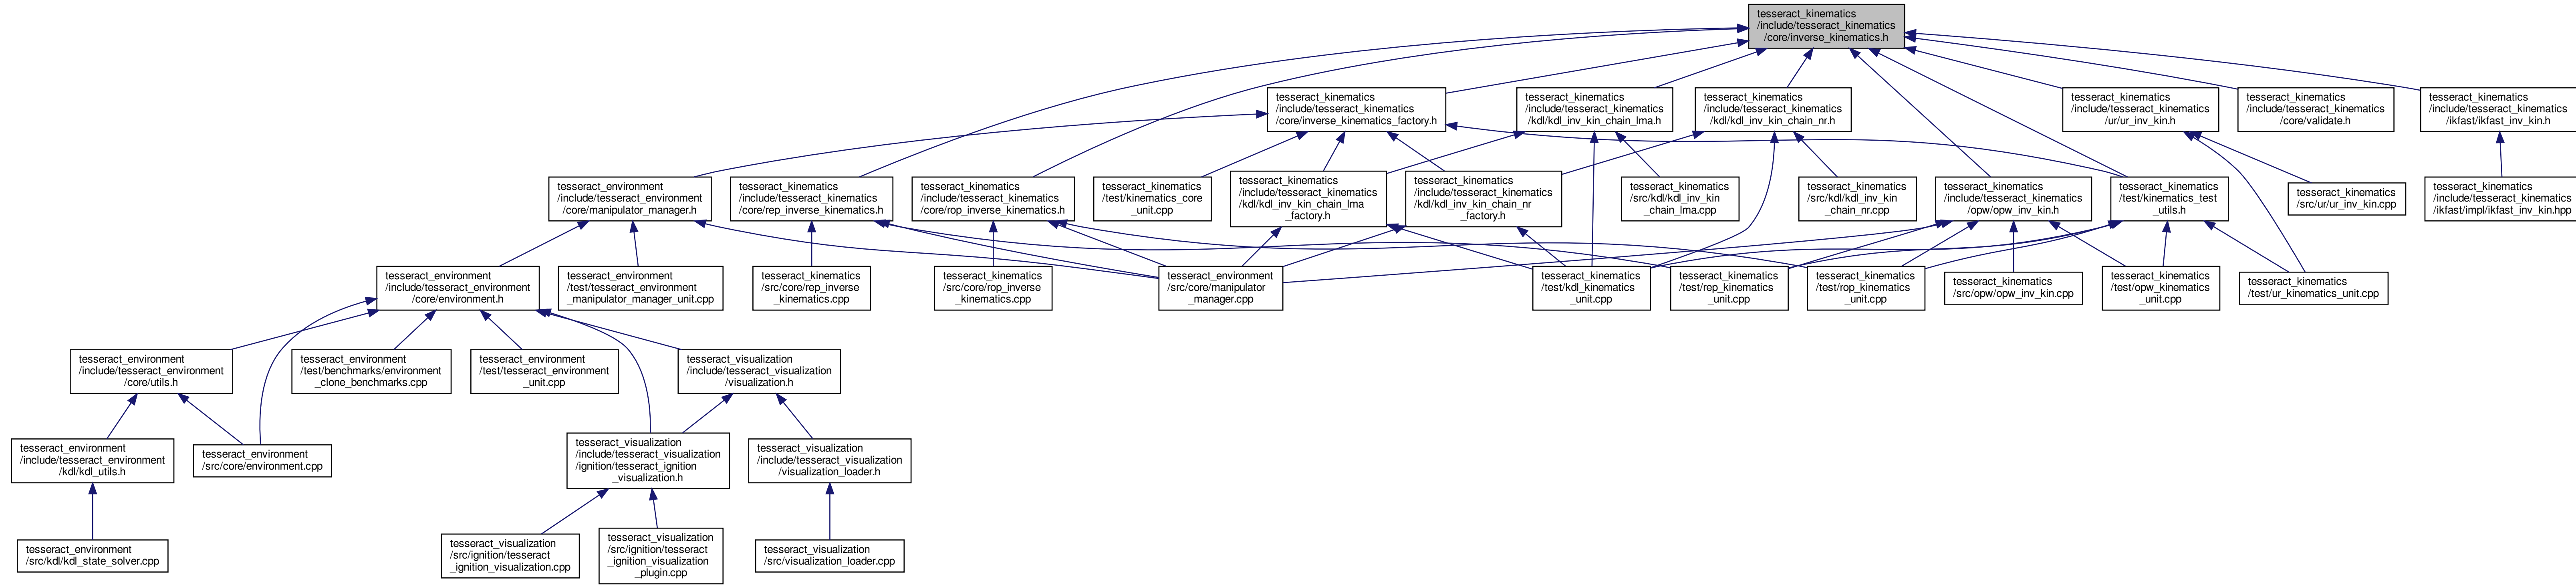 tesseract_kinematics
/include/tesseract_kinematics
/core/inverse_kinematics.h
tesseract_kinematics
/include/tesseract_kinematics
/core/inverse_kinematics_factory.h
tesseract_kinematics
/include/tesseract_kinematics
/kdl/kdl_inv_kin_chain_lma.h
tesseract_kinematics
/include/tesseract_kinematics
/kdl/kdl_inv_kin_chain_nr.h
tesseract_kinematics
/include/tesseract_kinematics
/ur/ur_inv_kin.h
tesseract_kinematics
/include/tesseract_kinematics
/core/validate.h
tesseract_kinematics
/include/tesseract_kinematics
/ikfast/ikfast_inv_kin.h
tesseract_environment
/include/tesseract_environment
/core/manipulator_manager.h
tesseract_kinematics
/include/tesseract_kinematics
/core/rep_inverse_kinematics.h
tesseract_kinematics
/include/tesseract_kinematics
/core/rop_inverse_kinematics.h
tesseract_kinematics
/test/kinematics_core
_unit.cpp
tesseract_kinematics
/include/tesseract_kinematics
/kdl/kdl_inv_kin_chain_lma
_factory.h
tesseract_kinematics
/include/tesseract_kinematics
/kdl/kdl_inv_kin_chain_nr
_factory.h
tesseract_kinematics
/src/kdl/kdl_inv_kin
_chain_lma.cpp
tesseract_kinematics
/src/kdl/kdl_inv_kin
_chain_nr.cpp
tesseract_kinematics
/include/tesseract_kinematics
/opw/opw_inv_kin.h
tesseract_kinematics
/test/kinematics_test
_utils.h
tesseract_kinematics
/src/ur/ur_inv_kin.cpp
tesseract_kinematics
/include/tesseract_kinematics
/ikfast/impl/ikfast_inv_kin.hpp
tesseract_environment
/include/tesseract_environment
/core/environment.h
tesseract_environment
/test/tesseract_environment
_manipulator_manager_unit.cpp
tesseract_kinematics
/src/core/rep_inverse
_kinematics.cpp
tesseract_kinematics
/src/core/rop_inverse
_kinematics.cpp
tesseract_environment
/src/core/manipulator
_manager.cpp
tesseract_kinematics
/test/kdl_kinematics
_unit.cpp
tesseract_kinematics
/test/rep_kinematics
_unit.cpp
tesseract_kinematics
/test/rop_kinematics
_unit.cpp
tesseract_kinematics
/src/opw/opw_inv_kin.cpp
tesseract_kinematics
/test/opw_kinematics
_unit.cpp
tesseract_kinematics
/test/ur_kinematics_unit.cpp
tesseract_environment
/include/tesseract_environment
/core/utils.h
tesseract_environment
/test/benchmarks/environment
_clone_benchmarks.cpp
tesseract_environment
/test/tesseract_environment
_unit.cpp
tesseract_visualization
/include/tesseract_visualization
/visualization.h
tesseract_environment
/include/tesseract_environment
/kdl/kdl_utils.h
tesseract_environment
/src/core/environment.cpp
tesseract_visualization
/include/tesseract_visualization
/ignition/tesseract_ignition
_visualization.h
tesseract_visualization
/include/tesseract_visualization
/visualization_loader.h
tesseract_environment
/src/kdl/kdl_state_solver.cpp
tesseract_visualization
/src/ignition/tesseract
_ignition_visualization.cpp
tesseract_visualization
/src/ignition/tesseract
_ignition_visualization
_plugin.cpp
tesseract_visualization
/src/visualization_loader.cpp